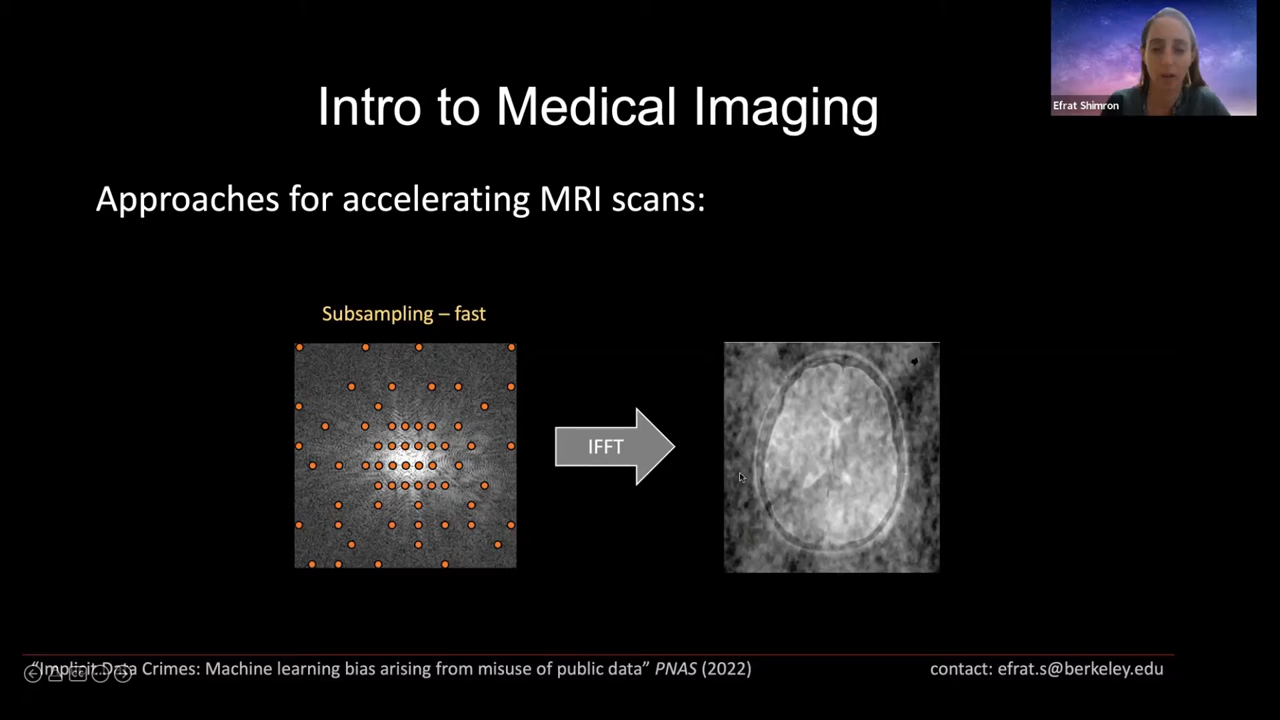 Intro to Medical Imaging
Efrat Shimron
Approaches for accelerating MRI scans:
Subsampling – fast
IFFT
“Implicit Data Crimes: Machine learning bias arising from misuse of public data” PNAS (2022)
contact: efrat.s@berkeley.edu